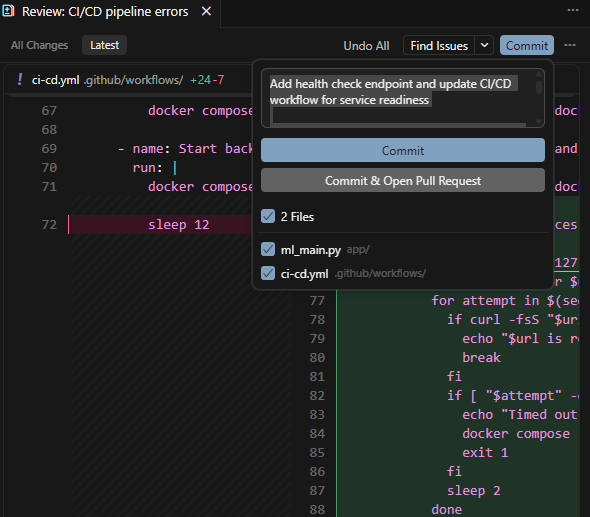 Review: CI/CD pipeline errors
All Changes Latest Undo All Find Issues Commit
! ci-cd.yml .github/workflows/ +24 -7
Add health check endpoint and update CI/CD
workflow for service readiness
Commit
Commit & Open Pull Request
2 Files
ml_main.py app/
ci-cd.yml .github/workflows/
67 docker compose
68
69 - name: Start back and
70 run: |
71 docker compose
72 sleep 12
127
77 for attempt in $(se
78 if curl -fsS "$ur
79 echo "$url is re
80 break
81 fi
82 if [ "$attempt" -
83 echo "Timed out
84 docker compose
85 exit 1
86 fi
87 sleep 2
88 done